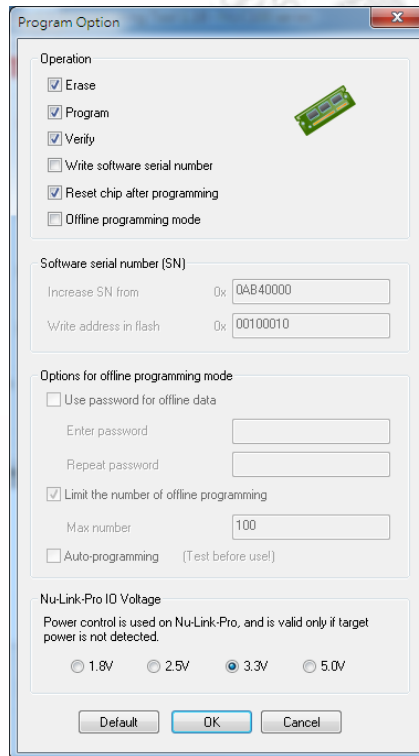 Program Option
Operation
Erase
Program
Verify
Write software serial number
Reset chip after programming
Offline programming mode
Software serial number (SN)
Increase SN from 0x 0AB40000
Write address in flash 0x 00100010
Options for offline programming mode
Use password for offline data
Enter password
Repeat password
Limit the number of offline programming
Max number 100
Auto-programming (Test before use!)
Nu-Link-Pro IO Voltage
Power control is used on Nu-Link-Pro, and is valid only if target
power is not detected.
1.8V 2.5V 3.3V 5.0V
Default OK Cancel